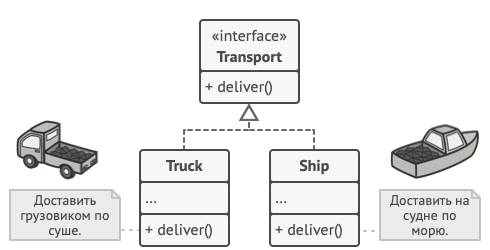 «interface»
Transport
+ deliver()
Truck
...
+ deliver()
Ship
...
+ deliver()
Доставить
грузовиком по
суше.
Доставить на
судне по
морю.